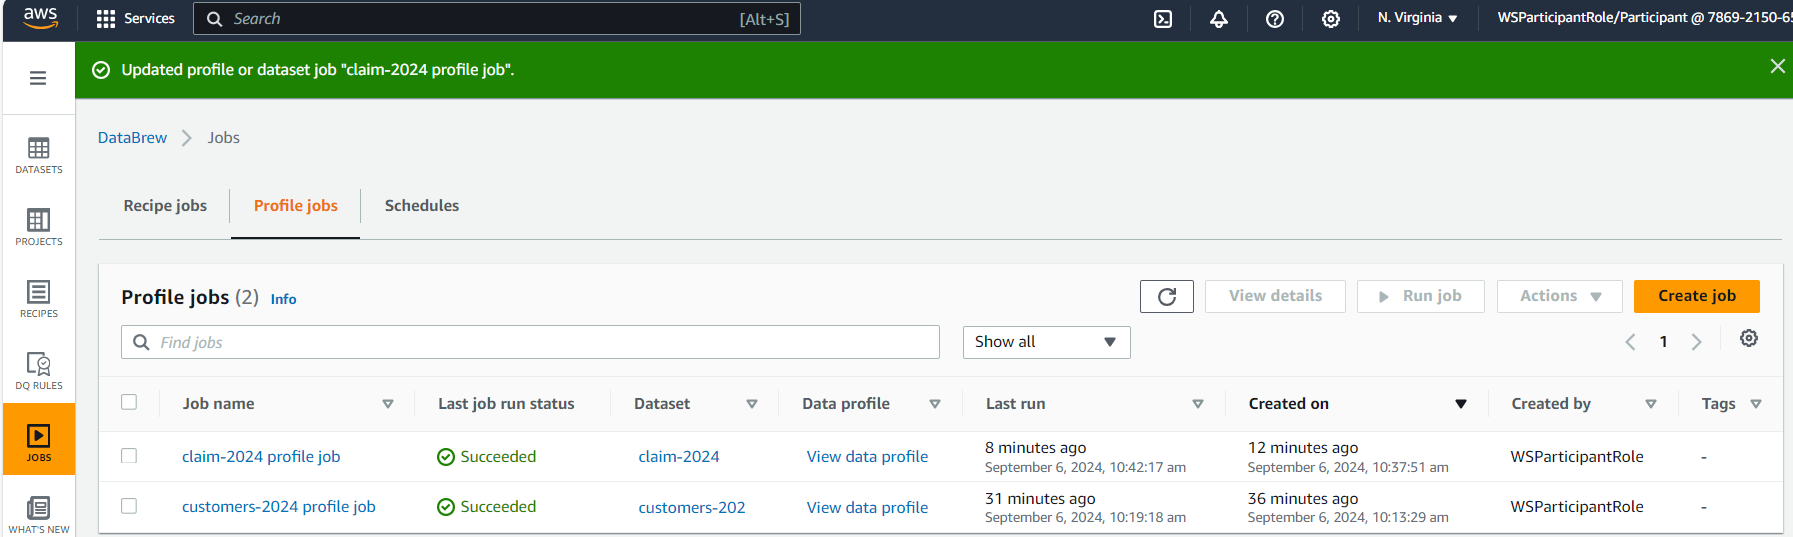 aws Services Search [Alt+S] N. Virginia WSParticipantRole/Participant @ 7869-2150-65
Updated profile or dataset job "claim-2024 profile job".
DataBrew Jobs
DATASETS
PROJECTS
RECIPES
DQ RULES
JOBS
WHAT'S NEW
Recipe jobs Profile jobs Schedules
Profile jobs (2) Info View details Run job Actions Create job
Find jobs Show all 1
Job name Last job run status Dataset Data profile Last run Created on Created by Tags
claim-2024 profile job Succeeded claim-2024 View data profile 8 minutes ago 12 minutes ago WSParticipantRole -
September 6, 2024, 10:42:17 am September 6, 2024, 10:37:51 am
customers-2024 profile job Succeeded customers-202 View data profile 31 minutes ago 36 minutes ago WSParticipantRole -
September 6, 2024, 10:19:18 am September 6, 2024, 10:13:29 am